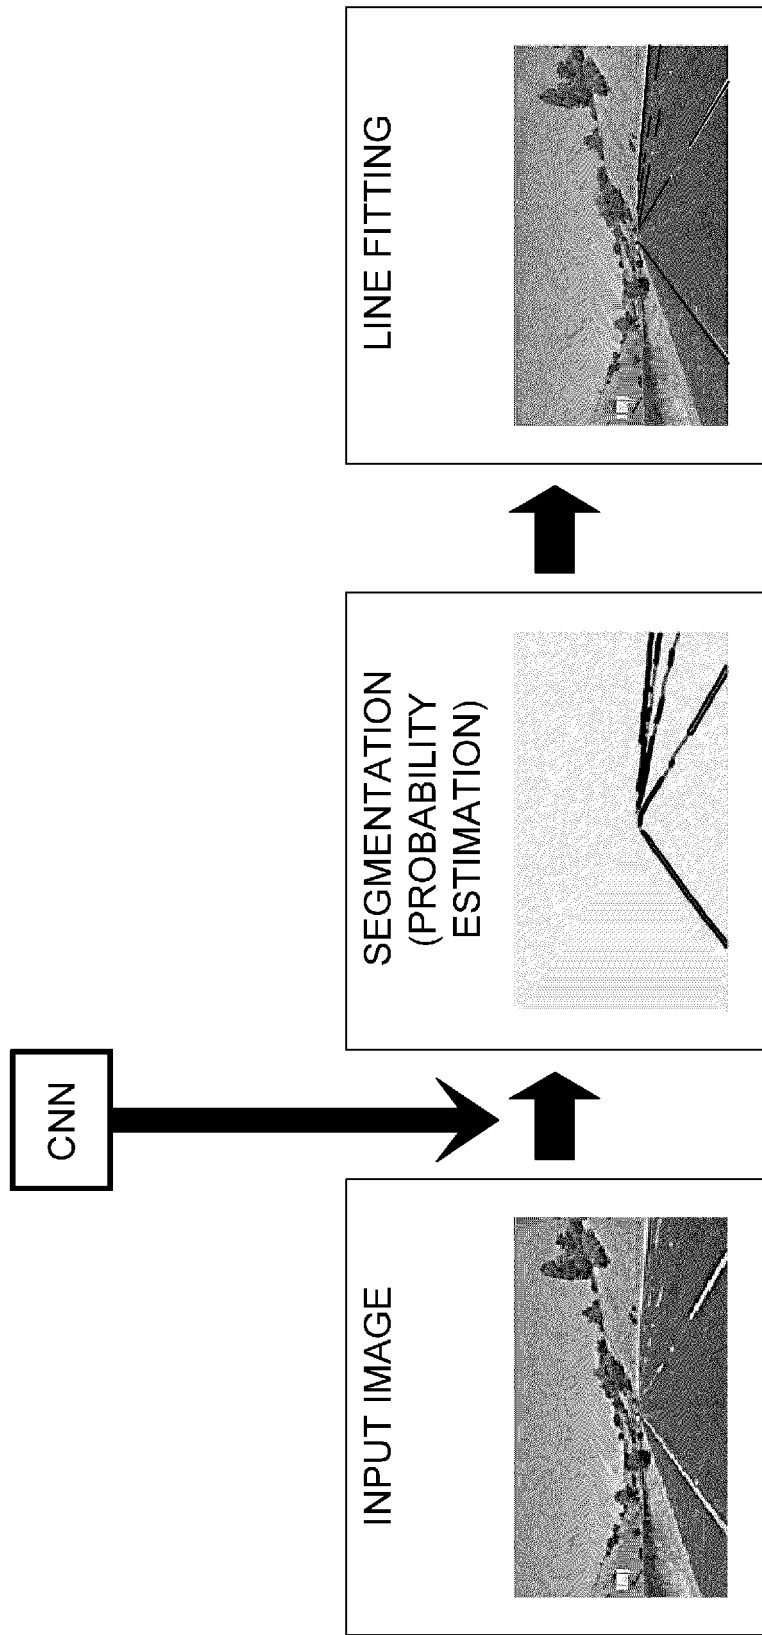 CNN
INPUT IMAGE
SEGMENTATION
(PROBABILITY
ESTIMATION)
LINE FITTING